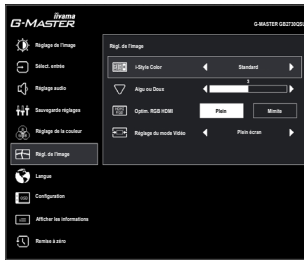 iiyama
G-MASTER
G-MASTER GB2730QSU
Réglage de l'image
Sélect. entrée
Réglage audio
Sauvegarde réglages
Réglage de la couleur
Régl. de l'image
Langue
Configuration
Afficher les informations
Remise à zéro
Régl. de l'image
i-Style Color
Standard
Aigu ou Doux
3
Optim. RGB HDMI
Plein
Mimite
Réglage du mode Vidéo
Plein écran